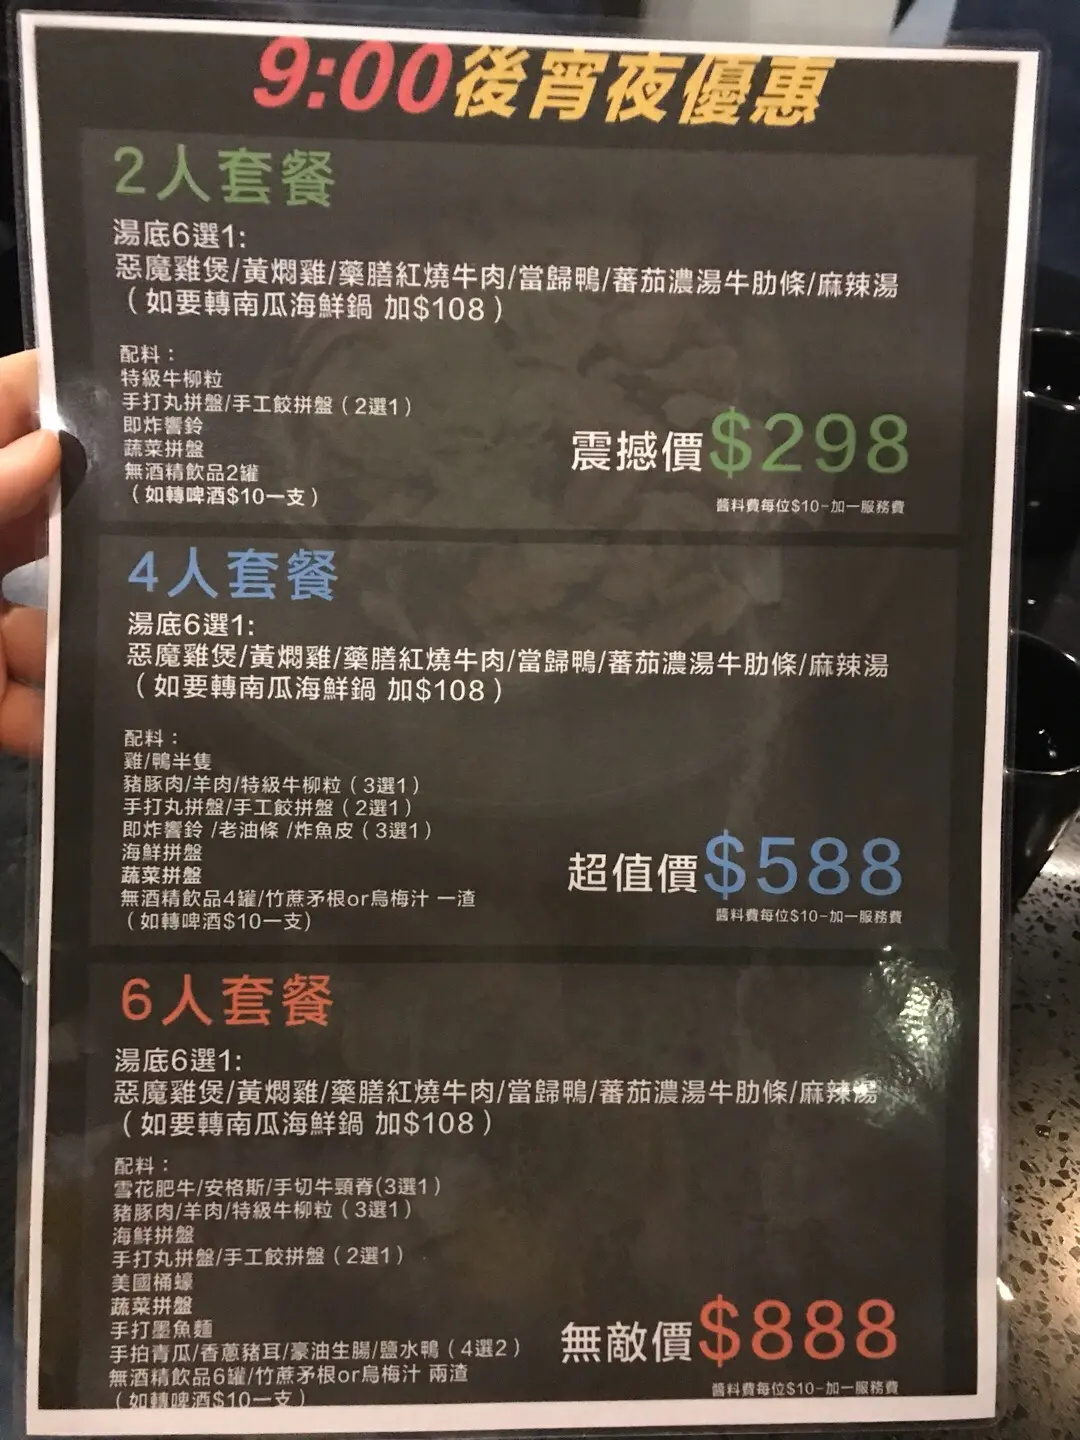 9:00後宵夜優惠
2人套餐
湯底6選1:
惡魔雞煲/黃燜雞/藥膳紅燒牛肉/當歸鴨/蕃茄濃湯牛肋條/麻辣湯
（如要轉南瓜海鮮鍋 加$108）
配料：
特級牛柳粒
手打丸拼盤/手工餃拼盤（2選1）
即炸響鈴
蔬菜拼盤
無酒精飲品2罐
（如轉啤酒$10一支）
震撼價$298
醬料費每位$10-加一服務費
4人套餐
湯底6選1:
惡魔雞煲/黃燜雞/藥膳紅燒牛肉/當歸鴨/蕃茄濃湯牛肋條/麻辣湯
（如要轉南瓜海鮮鍋 加$108）
配料：
雞/鴨半隻
豬豚肉/羊肉/特級牛柳粒（3選1）
手打丸拼盤/手工餃拼盤（2選1）
即炸響鈴 /老油條 /炸魚皮（3選1）
海鮮拼盤
蔬菜拼盤
無酒精飲品4罐/竹蔗矛根or烏梅汁 一渣
（如轉啤酒$10一支）
超值價$588
醬料費每位$10-加一服務費
6人套餐
湯底6選1:
惡魔雞煲/黃燜雞/藥膳紅燒牛肉/當歸鴨/蕃茄濃湯牛肋條/麻辣湯
（如要轉南瓜海鮮鍋 加$108）
配料：
雪花肥牛/安格斯/手切牛頸脊(3選1）
豬豚肉/羊肉/特級牛柳粒（3選1）
海鮮拼盤
手打丸拼盤/手工餃拼盤（2選1）
美國桶蠔
蔬菜拼盤
手打墨魚麵
手拍青瓜/香蔥豬耳/豪油生腸/鹽水鴨（4選2）
無酒精飲品6罐/竹蔗矛根or烏梅汁 兩渣
（如轉啤酒$10一支）
無敵價$888
醬料費每位$10-加一服務費